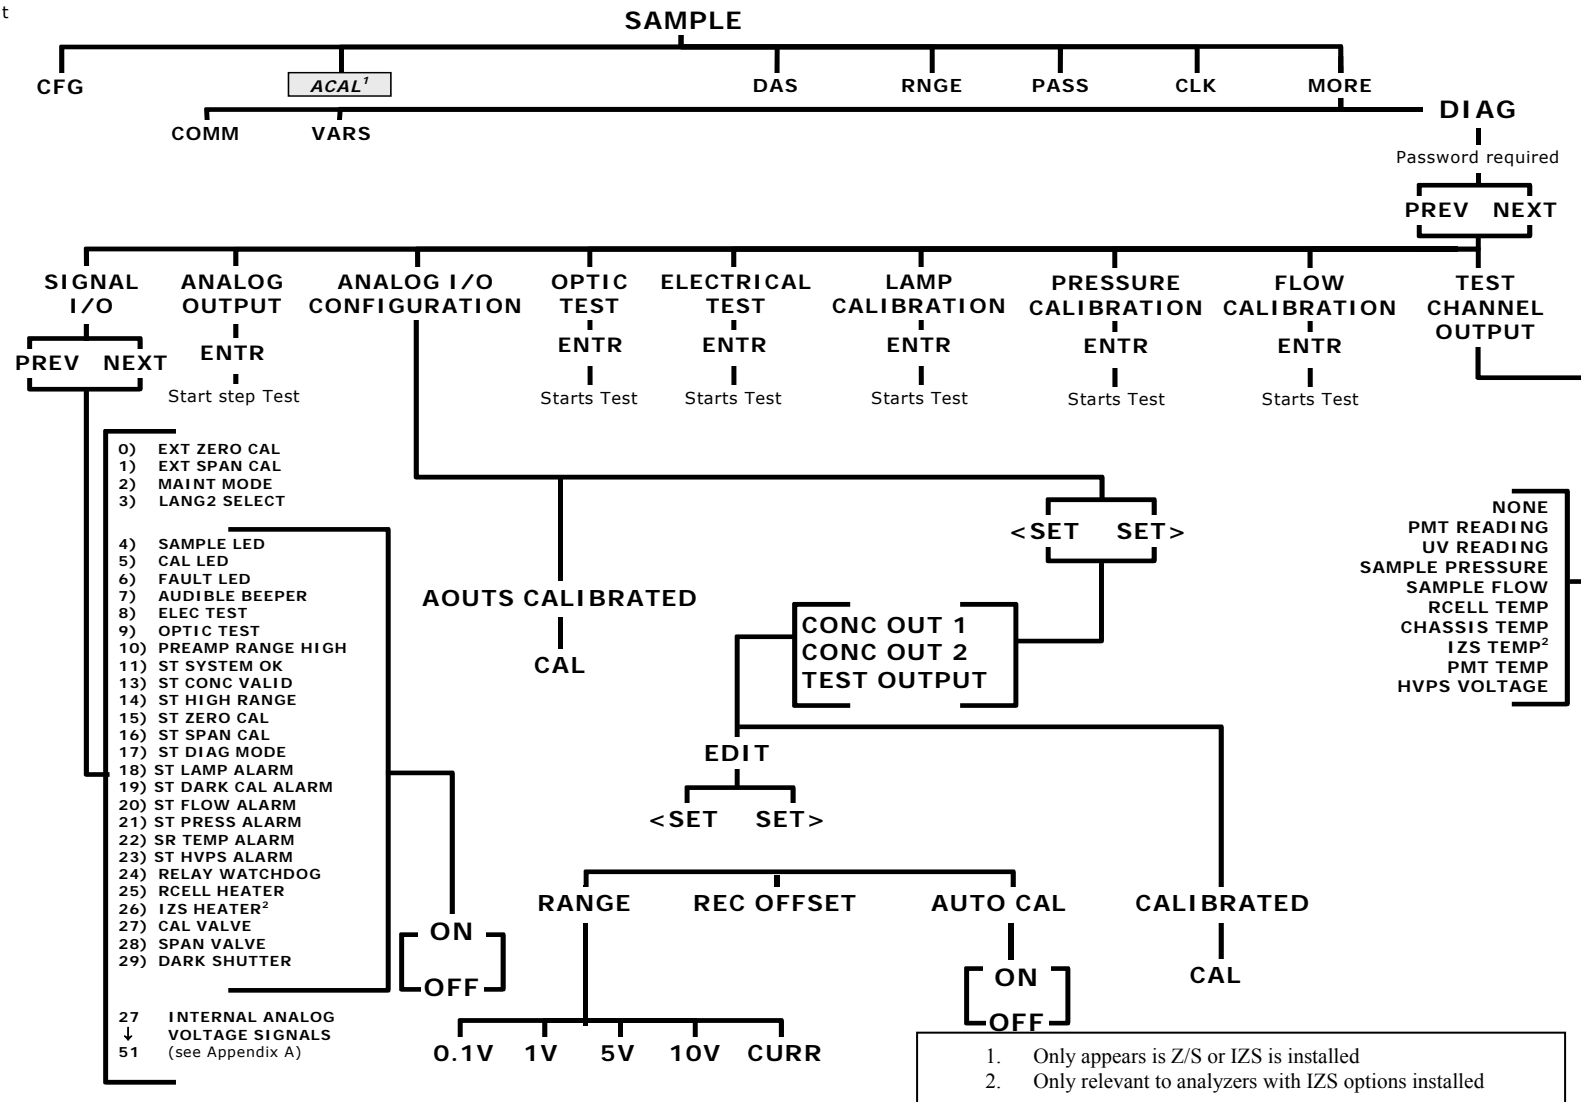 t
SAMPLE
CFG ACAL1 DAS RNGE PASS CLK MORE
COMM VARS DIAG
Password required
PREV NEXT
SIGNAL I/O
ANALOG OUTPUT
ANALOG I/O CONFIGURATION
OPTIC TEST
ELECTRICAL TEST
LAMP CALIBRATION
PRESSURE CALIBRATION
FLOW CALIBRATION
TEST CHANNEL OUTPUT
PREV NEXT
ENTR ENTR ENTR ENTR ENTR ENTR
Start step Test Starts Test Starts Test Starts Test Starts Test Starts Test
0) EXT ZERO CAL
1) EXT SPAN CAL
2) MAINT MODE
3) LANG2 SELECT
4) SAMPLE LED
5) CAL LED
6) FAULT LED
7) AUDIBLE BEEPER
8) ELEC TEST
9) OPTIC TEST
10) PREAMP RANGE HIGH
11) ST SYSTEM OK
13) ST CONC VALID
14) ST HIGH RANGE
15) ST ZERO CAL
16) ST SPAN CAL
17) ST DIAG MODE
18) ST LAMP ALARM
19) ST DARK CAL ALARM
20) ST FLOW ALARM
21) ST PRESS ALARM
22) SR TEMP ALARM
23) ST HVPS ALARM
24) RELAY WATCHDOG
25) RCELL HEATER
26) IZS HEATER2
27) CAL VALVE
28) SPAN VALVE
29) DARK SHUTTER
27 INTERNAL ANALOG
↓ VOLTAGE SIGNALS
51 (see Appendix A)
ON
OFF
AOUTS CALIBRATED
CAL
<SET SET>
CONC OUT 1
CONC OUT 2
TEST OUTPUT
EDIT
<SET SET>
RANGE REC OFFSET AUTO CAL CALIBRATED
ON
OFF
CAL
0.1V 1V 5V 10V CURR
NONE
PMT READING
UV READING
SAMPLE PRESSURE
SAMPLE FLOW
RCELL TEMP
CHASSIS TEMP
IZS TEMP2
PMT TEMP
HVPS VOLTAGE
1. Only appears is Z/S or IZS is installed
2. Only relevant to analyzers with IZS options installed